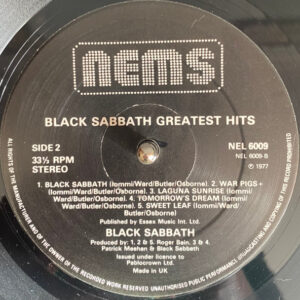 nems
BLACK SABBATH GREATEST HITS
SIDE 2
33⅓ RPM
STEREO
NEL 6009
NEL 6009-B
℗ 1977
1. BLACK SABBATH (Iommi/Ward/Butler/Osborne). 2. WAR PIGS +
(Iommi/Ward/Butler/Osborne). 3. LAGUNA SUNRISE (Iommi/
Ward/Butler/Osborne). 4. TOMORROW'S DREAM (Iommi/Ward/
Butler/Osborne). 5. SWEET LEAF (Iommi/Ward/
Butler/Osborne)
Published by Essex Music Int. Ltd.
BLACK SABBATH
Produced by: 1, 2 & 5. Roger Bain, 3 & 4.
Patrick Meehan & Black Sabbath
Issued under licence to
Pablocrown Ltd.
Made in UK
ALL RIGHTS OF THE MANUFACTURER AND OF THE OWNER OF THE RECORDED WORK RESERVED UNAUTHORISED PUBLIC PERFORMANCE BROADCASTING AND COPYING OF THIS RECORD PROHIBITED